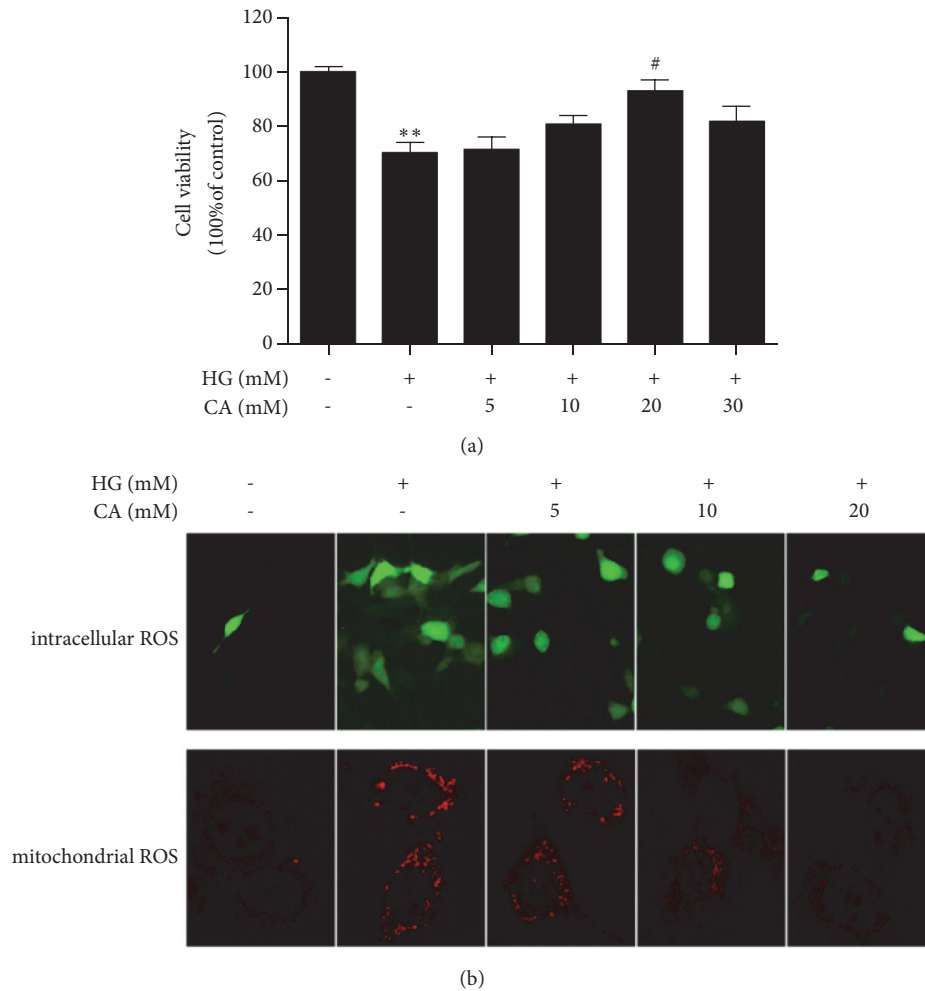 120
100
80
60
40
20
0
Cell viability
(100%of control)
**
#
HG (mM) - + + + + +
CA (mM) - - 5 10 20 30
(a)
HG (mM) - + + + +
CA (mM) - - 5 10 20
intracellular ROS
mitochondrial ROS
(b)